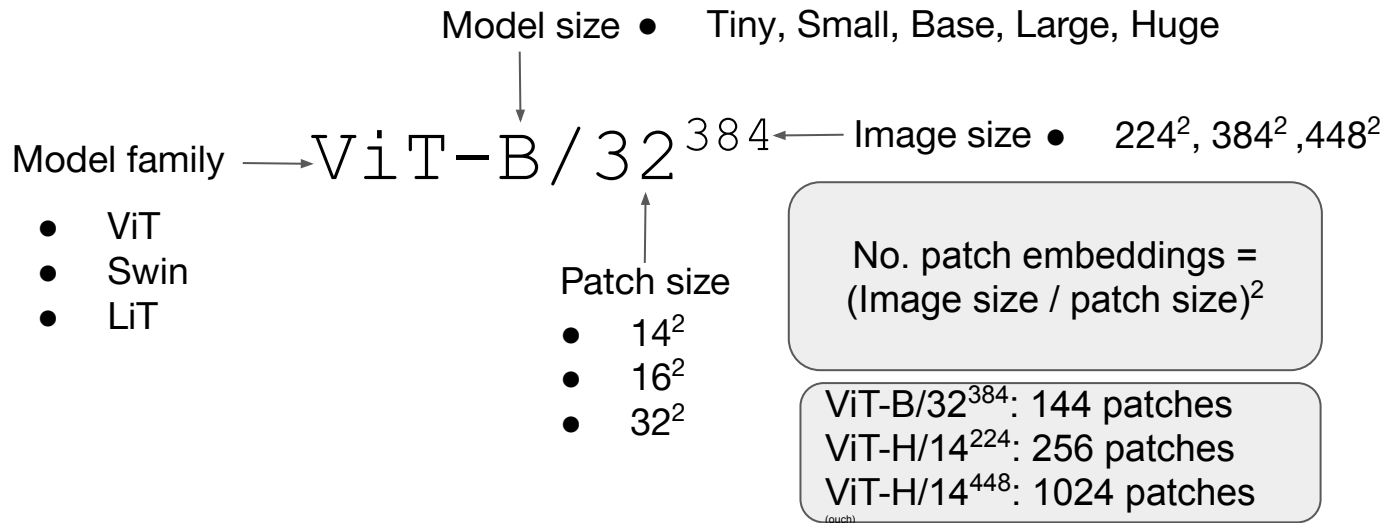 Model size ● Tiny, Small, Base, Large, Huge
ViT-B/32³⁸⁴
Image size ● 224², 384² ,448²
Model family
● ViT
● Swin
● LiT
Patch size
● 14²
● 16²
● 32²
No. patch embeddings =
(Image size / patch size)²
ViT-B/32³⁸⁴: 144 patches
ViT-H/14²²⁴: 256 patches
ViT-H/14⁴⁴⁸: 1024 patches
(ouch)